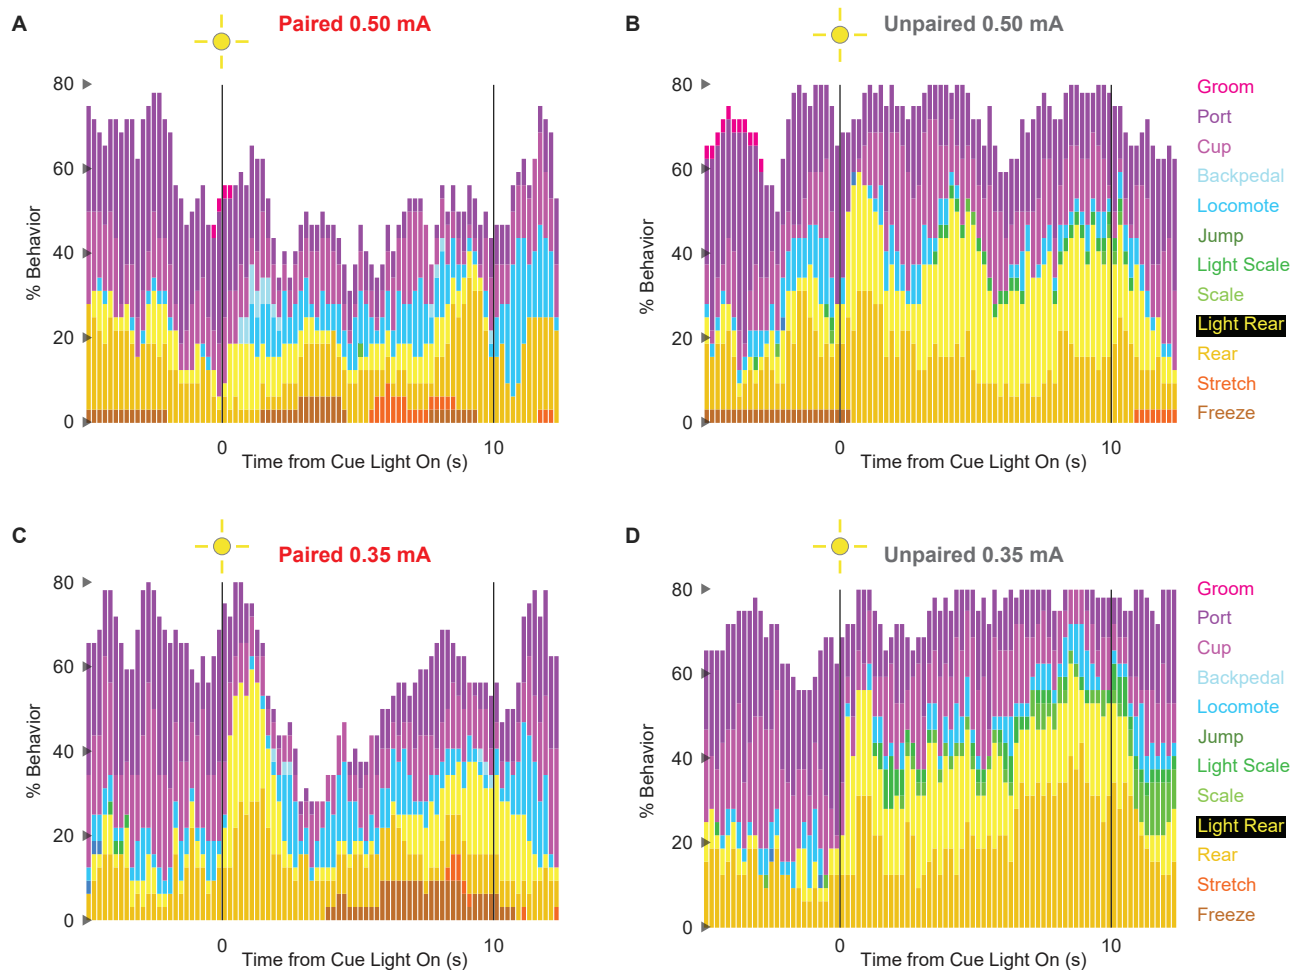 A
Paired 0.50 mA
80
60
40
20
0
% Behavior
0
10
Time from Cue Light On (s)
B
Unpaired 0.50 mA
80
60
40
20
0
% Behavior
0
10
Time from Cue Light On (s)
Groom
Port
Cup
Backpedal
Locomote
Jump
Light Scale
Scale
Light Rear
Rear
Stretch
Freeze
C
Paired 0.35 mA
80
60
40
20
0
% Behavior
0
10
Time from Cue Light On (s)
D
Unpaired 0.35 mA
80
60
40
20
0
% Behavior
0
10
Time from Cue Light On (s)
Groom
Port
Cup
Backpedal
Locomote
Jump
Light Scale
Scale
Light Rear
Rear
Stretch
Freeze